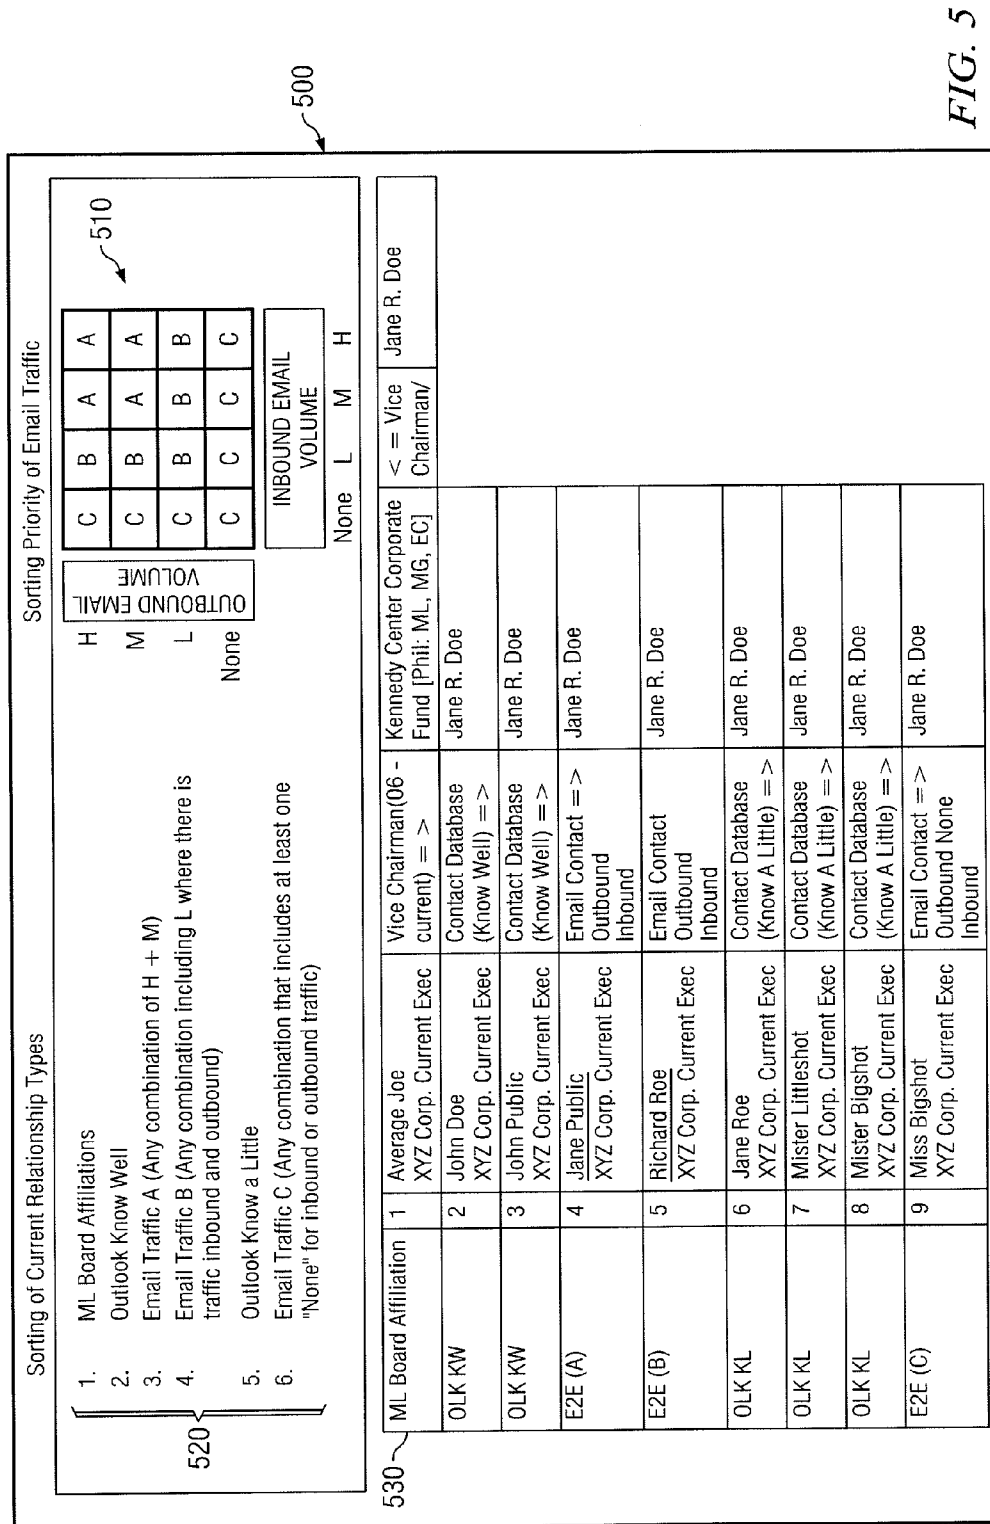 Sorting of Current Relationship Types
Sorting Priority of Email Traffic
520
1. ML Board Affiliations
2. Outlook Know Well
3. Email Traffic A (Any combination of H + M)
4. Email Traffic B (Any combination including L where there is
traffic inbound and outbound)
5. Outlook Know a Little
6. Email Traffic C (Any combination that includes at least one
"None" for inbound or outbound traffic)
OUTBOUND EMAIL
VOLUME
H C B A A
M C B A A
L C B B B
None C C C C
INBOUND EMAIL
VOLUME
None L M H
510
500
530
ML Board Affiliation 1 Average Joe
XYZ Corp. Current Exec
Vice Chairman(06 -
current) = >
Kennedy Center Corporate
Fund [Phil: ML, MG, EC]
< = Vice
Chairman/
Jane R. Doe
OLK KW 2 John Doe
XYZ Corp. Current Exec
Contact Database
(Know Well) = >
Jane R. Doe
OLK KW 3 John Public
XYZ Corp. Current Exec
Contact Database
(Know Well) = >
Jane R. Doe
E2E (A) 4 Jane Public
XYZ Corp. Current Exec
Email Contact = >
Outbound
Inbound
Jane R. Doe
E2E (B) 5 Richard Roe
XYZ Corp. Current Exec
Email Contact
Outbound
Inbound
Jane R. Doe
OLK KL 6 Jane Roe
XYZ Corp. Current Exec
Contact Database
(Know A Little) = >
Jane R. Doe
OLK KL 7 Mister Littleshot
XYZ Corp. Current Exec
Contact Database
(Know A Little) = >
Jane R. Doe
OLK KL 8 Mister Bigshot
XYZ Corp. Current Exec
Contact Database
(Know A Little) = >
Jane R. Doe
E2E (C) 9 Miss Bigshot
XYZ Corp. Current Exec
Email Contact = >
Outbound None
Inbound
Jane R. Doe
FIG. 5